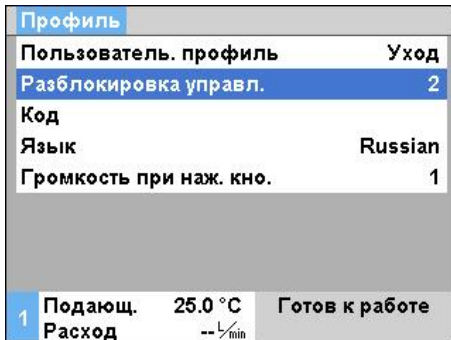 Профиль
Пользователь. профиль Уход
Разблокировка управл. 2
Код
Язык Russian
Громкость при наж. кно. 1
1 Подающ. 25.0 °C Готов к работе
Расход -- L/min